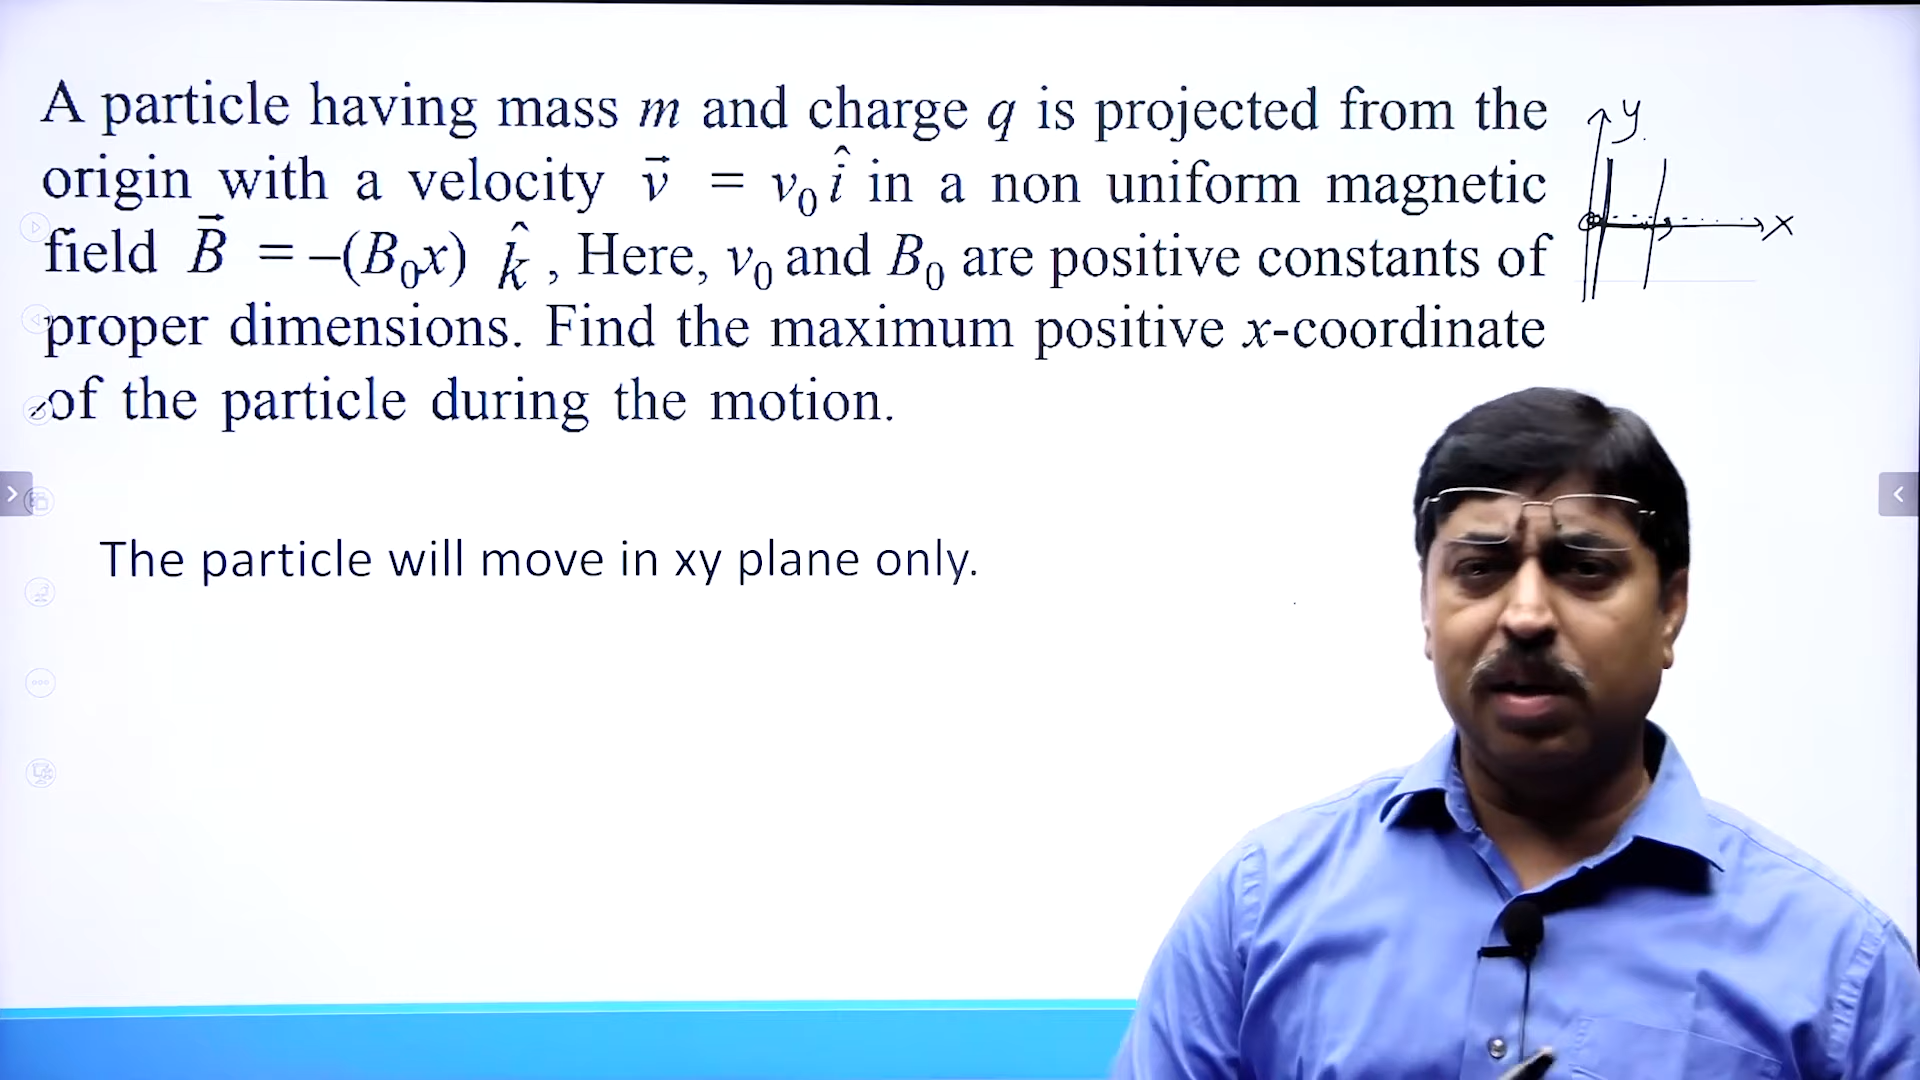 A particle having mass m and charge q is projected from the
origin with a velocity v⃗ = v₀ î in a non uniform magnetic
field B⃗ = –(B₀x) k̂ , Here, v₀ and B₀ are positive constants of
proper dimensions. Find the maximum positive x-coordinate
of the particle during the motion.
y
x
The particle will move in xy plane only.